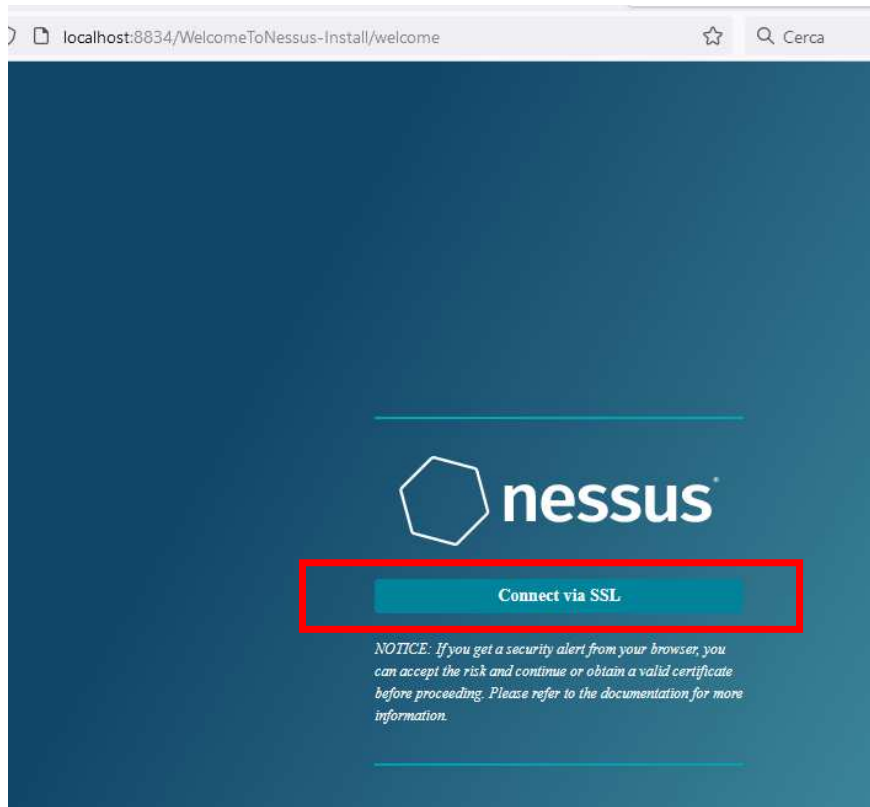 localhost:8834/WelcomeToNessus-Install/welcome
Cerca
nessus
Connect via SSL
NOTICE: If you get a security alert from your browser, you
can accept the risk and continue or obtain a valid certificate
before proceeding. Please refer to the documentation for more
information.